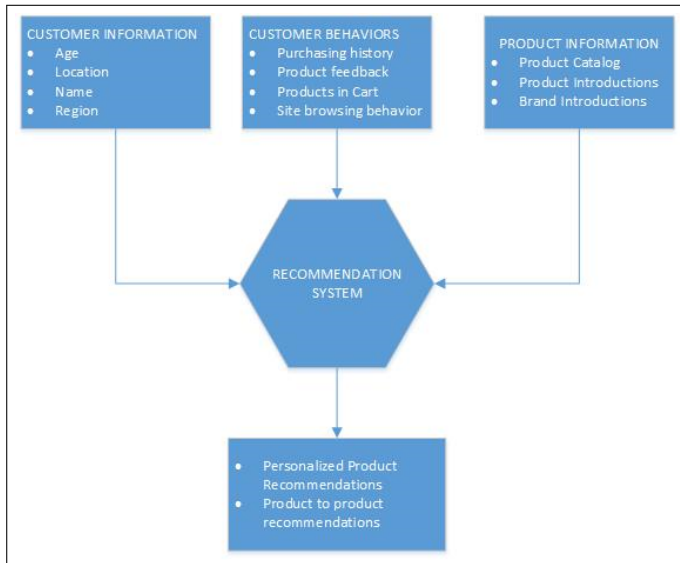 CUSTOMER INFORMATION
• Age
• Location
• Name
• Region
CUSTOMER BEHAVIORS
• Purchasing history
• Product feedback
• Products in Cart
• Site browsing behavior
PRODUCT INFORMATION
• Product Catalog
• Product Introductions
• Brand Introductions
RECOMMENDATION
SYSTEM
• Personalized Product
Recommendations
• Product to product
recommendations